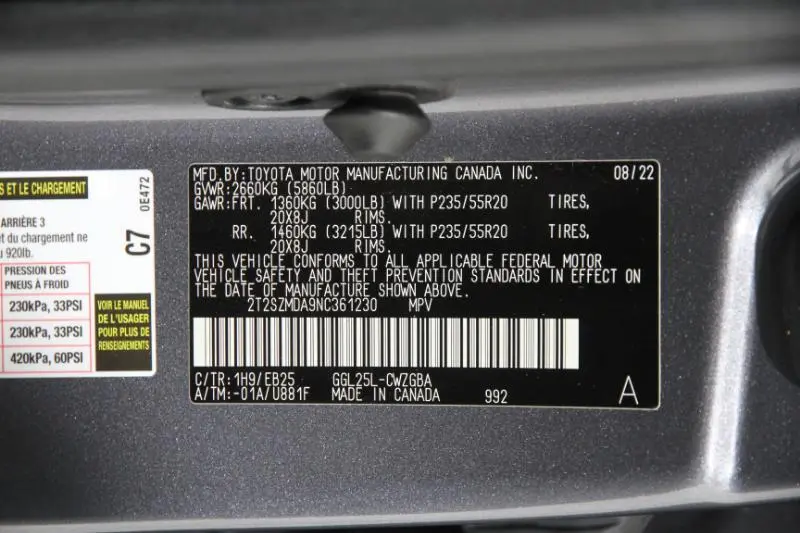 S ET LE CHARGEMENT
ARRIÈRE 3
et du chargement ne
u 920lb.
PRESSION DES
PNEUS À FROID
230kPa, 33PSI
230kPa, 33PSI
420kPa, 60PSI
VOIR LE MANUEL
DE L'USAGER
POUR PLUS DE
RENSEIGNEMENTS
C7
0E472
MFD. BY: TOYOTA MOTOR MANUFACTURING CANADA INC. 08/22
GVWR: 2660KG (5860LB)
GAWR: FRT. 1360KG (3000LB) WITH P235/55R20 TIRES,
20X8J RIMS.
RR. 1460KG (3215LB) WITH P235/55R20 TIRES,
20X8J RIMS.
THIS VEHICLE CONFORMS TO ALL APPLICABLE FEDERAL MOTOR
VEHICLE SAFETY AND THEFT PREVENTION STANDARDS IN EFFECT ON
THE DATE OF MANUFACTURE SHOWN ABOVE.
2T2SZMDA9NC361230 MPV
C/TR: 1H9/EB25 GGL25L-CWZGBA
A/TM: -01A/U881F MADE IN CANADA 992 A